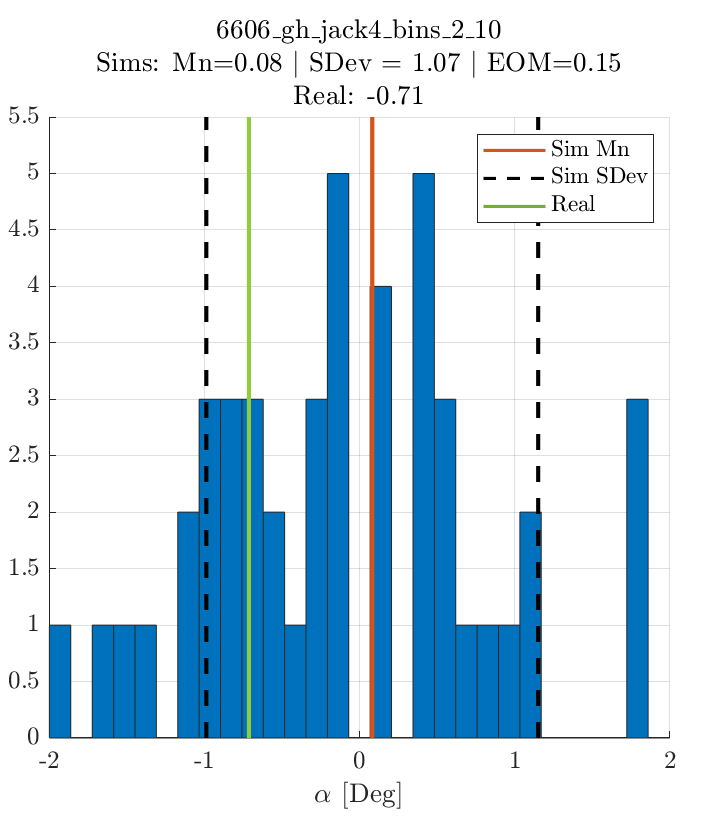 6606_gh_jack4_bins_2_10
Sims: Mn=0.08 | SDev = 1.07 | EOM=0.15
Real: -0.71
5.5
5
4.5
4
3.5
3
2.5
2
1.5
1
0.5
0
Sim Mn
Sim SDev
Real
-2
-1
0
1
2
α [Deg]